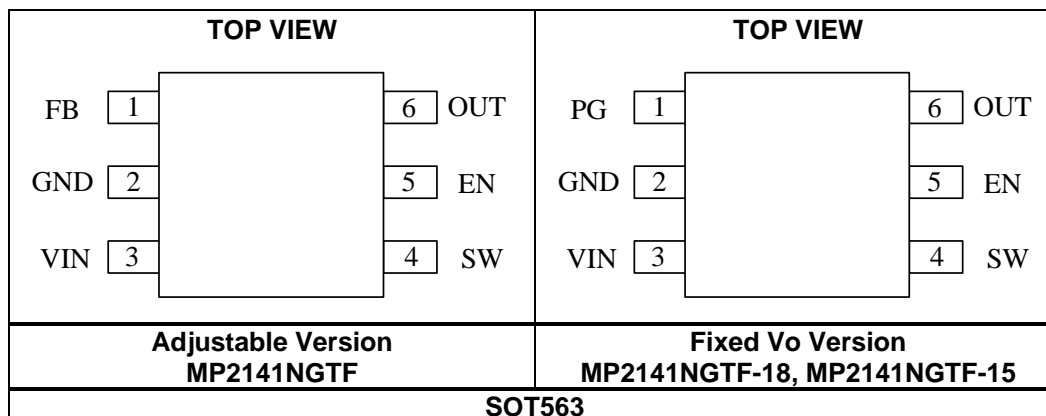 TOP VIEW
FB 1 6 OUT
GND 2 5 EN
VIN 3 4 SW
Adjustable Version
MP2141NGTF
TOP VIEW
PG 1 6 OUT
GND 2 5 EN
VIN 3 4 SW
Fixed Vo Version
MP2141NGTF-18, MP2141NGTF-15
SOT563